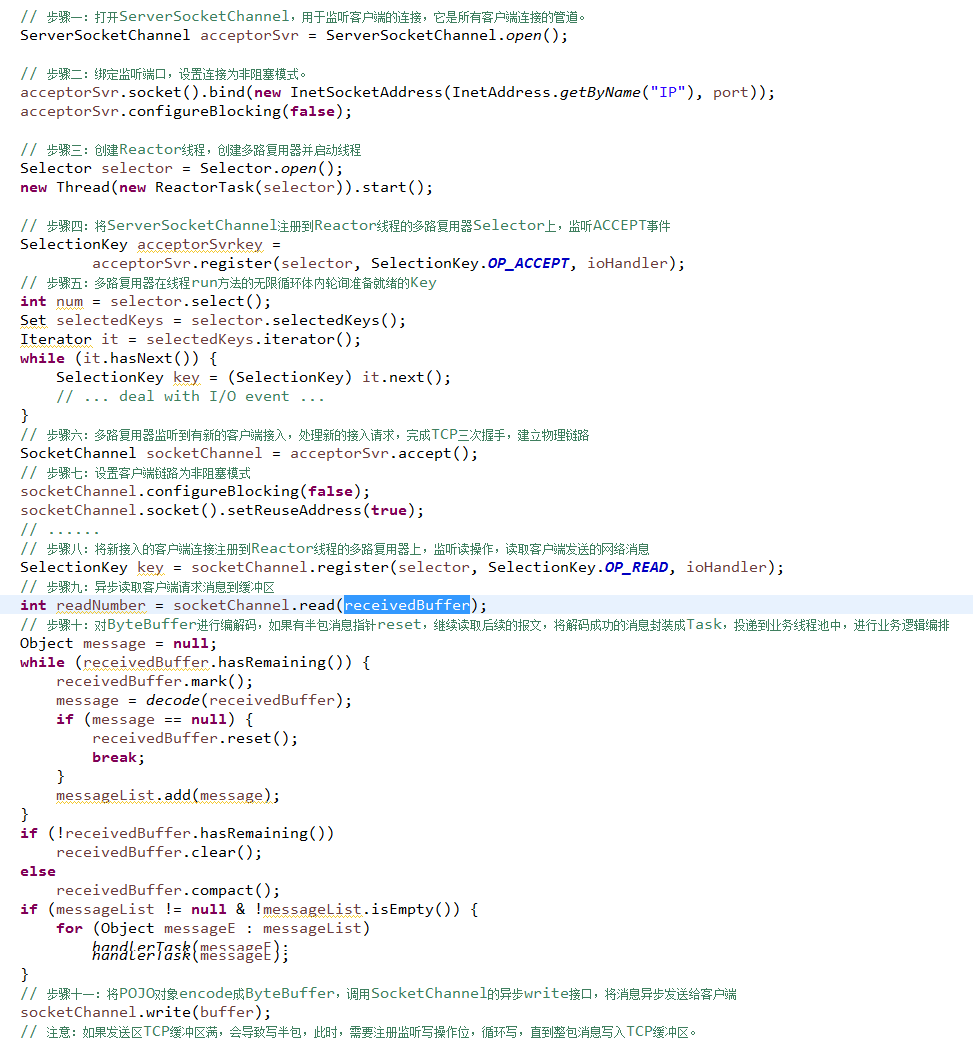 // 步骤一：打开ServerSocketChannel，用于监听客户端的连接，它是所有客户端连接的管道。
ServerSocketChannel acceptorSvr = ServerSocketChannel.open();
// 步骤二：绑定监听端口，设置连接为非阻塞模式。
acceptorSvr.socket().bind(new InetSocketAddress(InetAddress.getByName("IP"), port));
acceptorSvr.configureBlocking(false);
// 步骤三：创建Reactor线程，创建多路复用器并启动线程
Selector selector = Selector.open();
new Thread(new ReactorTask(selector)).start();
// 步骤四：将ServerSocketChannel注册到Reactor线程的多路复用器Selector上，监听ACCEPT事件
SelectionKey acceptorSvrkey =
acceptorSvr.register(selector, SelectionKey.OP_ACCEPT, ioHandler);
// 步骤五：多路复用器在线程run方法的无限循环体内轮询准备就绪的Key
int num = selector.select();
Set selectedKeys = selector.selectedKeys();
Iterator it = selectedKeys.iterator();
while (it.hasNext()) {
SelectionKey key = (SelectionKey) it.next();
// ... deal with I/O event ...
}
// 步骤六：多路复用器监听到有新的客户端接入，处理新的接入请求，完成TCP三次握手，建立物理链路
SocketChannel socketChannel = acceptorSvr.accept();
// 步骤七：设置客户端链路为非阻塞模式
socketChannel.configureBlocking(false);
socketChannel.socket().setReuseAddress(true);
// ......
// 步骤八：将新接入的客户端连接注册到Reactor线程的多路复用器上，监听读操作，读取客户端发送的网络消息
SelectionKey key = socketChannel.register(selector, SelectionKey.OP_READ, ioHandler);
// 步骤九：异步读取客户端请求消息到缓冲区
int readNumber = socketChannel.read(receivedBuffer);
// 步骤十：对ByteBuffer进行编解码，如果有半包消息指针reset，继续读取后续的报文，将解码成功的消息封装成Task，投递到业务线程池中，进行业务逻辑编排
Object message = null;
while (receivedBuffer.hasRemaining()) {
receivedBuffer.mark();
message = decode(receivedBuffer);
if (message == null) {
receivedBuffer.reset();
break;
}
messageList.add(message);
}
if (!receivedBuffer.hasRemaining())
receivedBuffer.clear();
else
receivedBuffer.compact();
if (messageList != null & !messageList.isEmpty()) {
for (Object messageE : messageList)
handlerTask(messageE);
handlerTask(messageE);
}
// 步骤十一：将POJO对象encode成ByteBuffer，调用SocketChannel的异步write接口，将消息异步发送给客户端
socketChannel.write(buffer);
// 注意：如果发送区TCP缓冲区满，会导致写半包，此时，需要注册监听写操作位，循环写，直到整包消息写入TCP缓冲区。